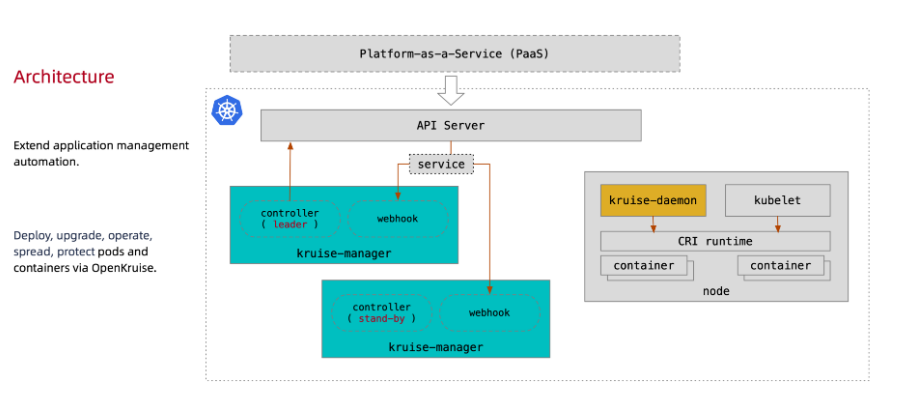 Platform-as-a-Service (PaaS)
Architecture
API Server
Extend application management
automation.
service
kruise-daemon
kubelet
controller
( leader )
webhook
kruise-manager
CRI runtime
Deploy, upgrade, operate,
spread, protect pods and
containers via OpenKruise.
container
container
node
controller
( stand-by )
webhook
kruise-manager